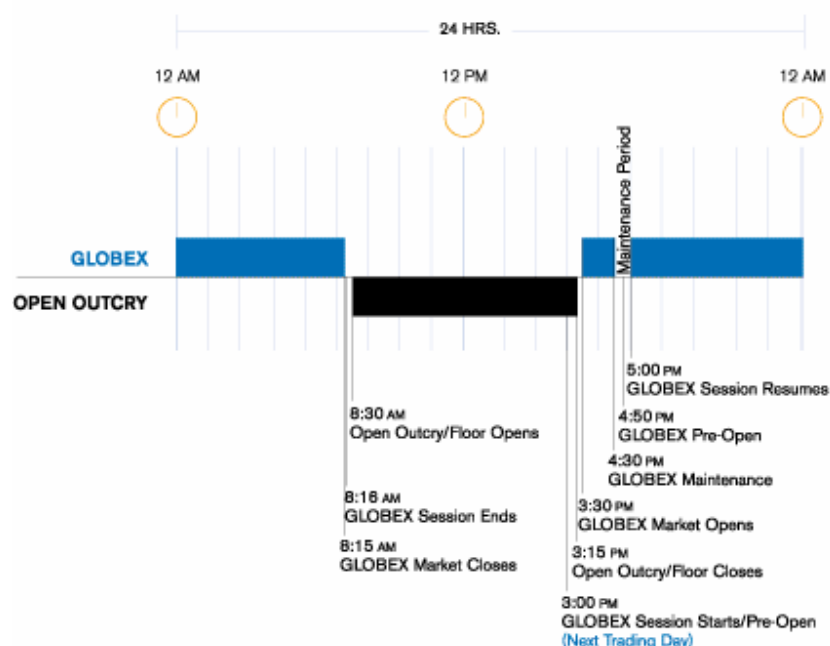 24 HRS.
12 AM
12 PM
12 AM
Maintenance Period
GLOBEX
OPEN OUTCRY
5:00 PM
GLOBEX Session Resumes
8:30 AM
Open Outcry/Floor Opens
4:50 PM
GLOBEX Pre-Open
4:30 PM
GLOBEX Maintenance
8:16 AM
GLOBEX Session Ends
3:30 PM
GLOBEX Market Opens
8:15 AM
GLOBEX Market Closes
3:15 PM
Open Outcry/Floor Closes
3:00 PM
GLOBEX Session Starts/Pre-Open
(Next Trading Day)